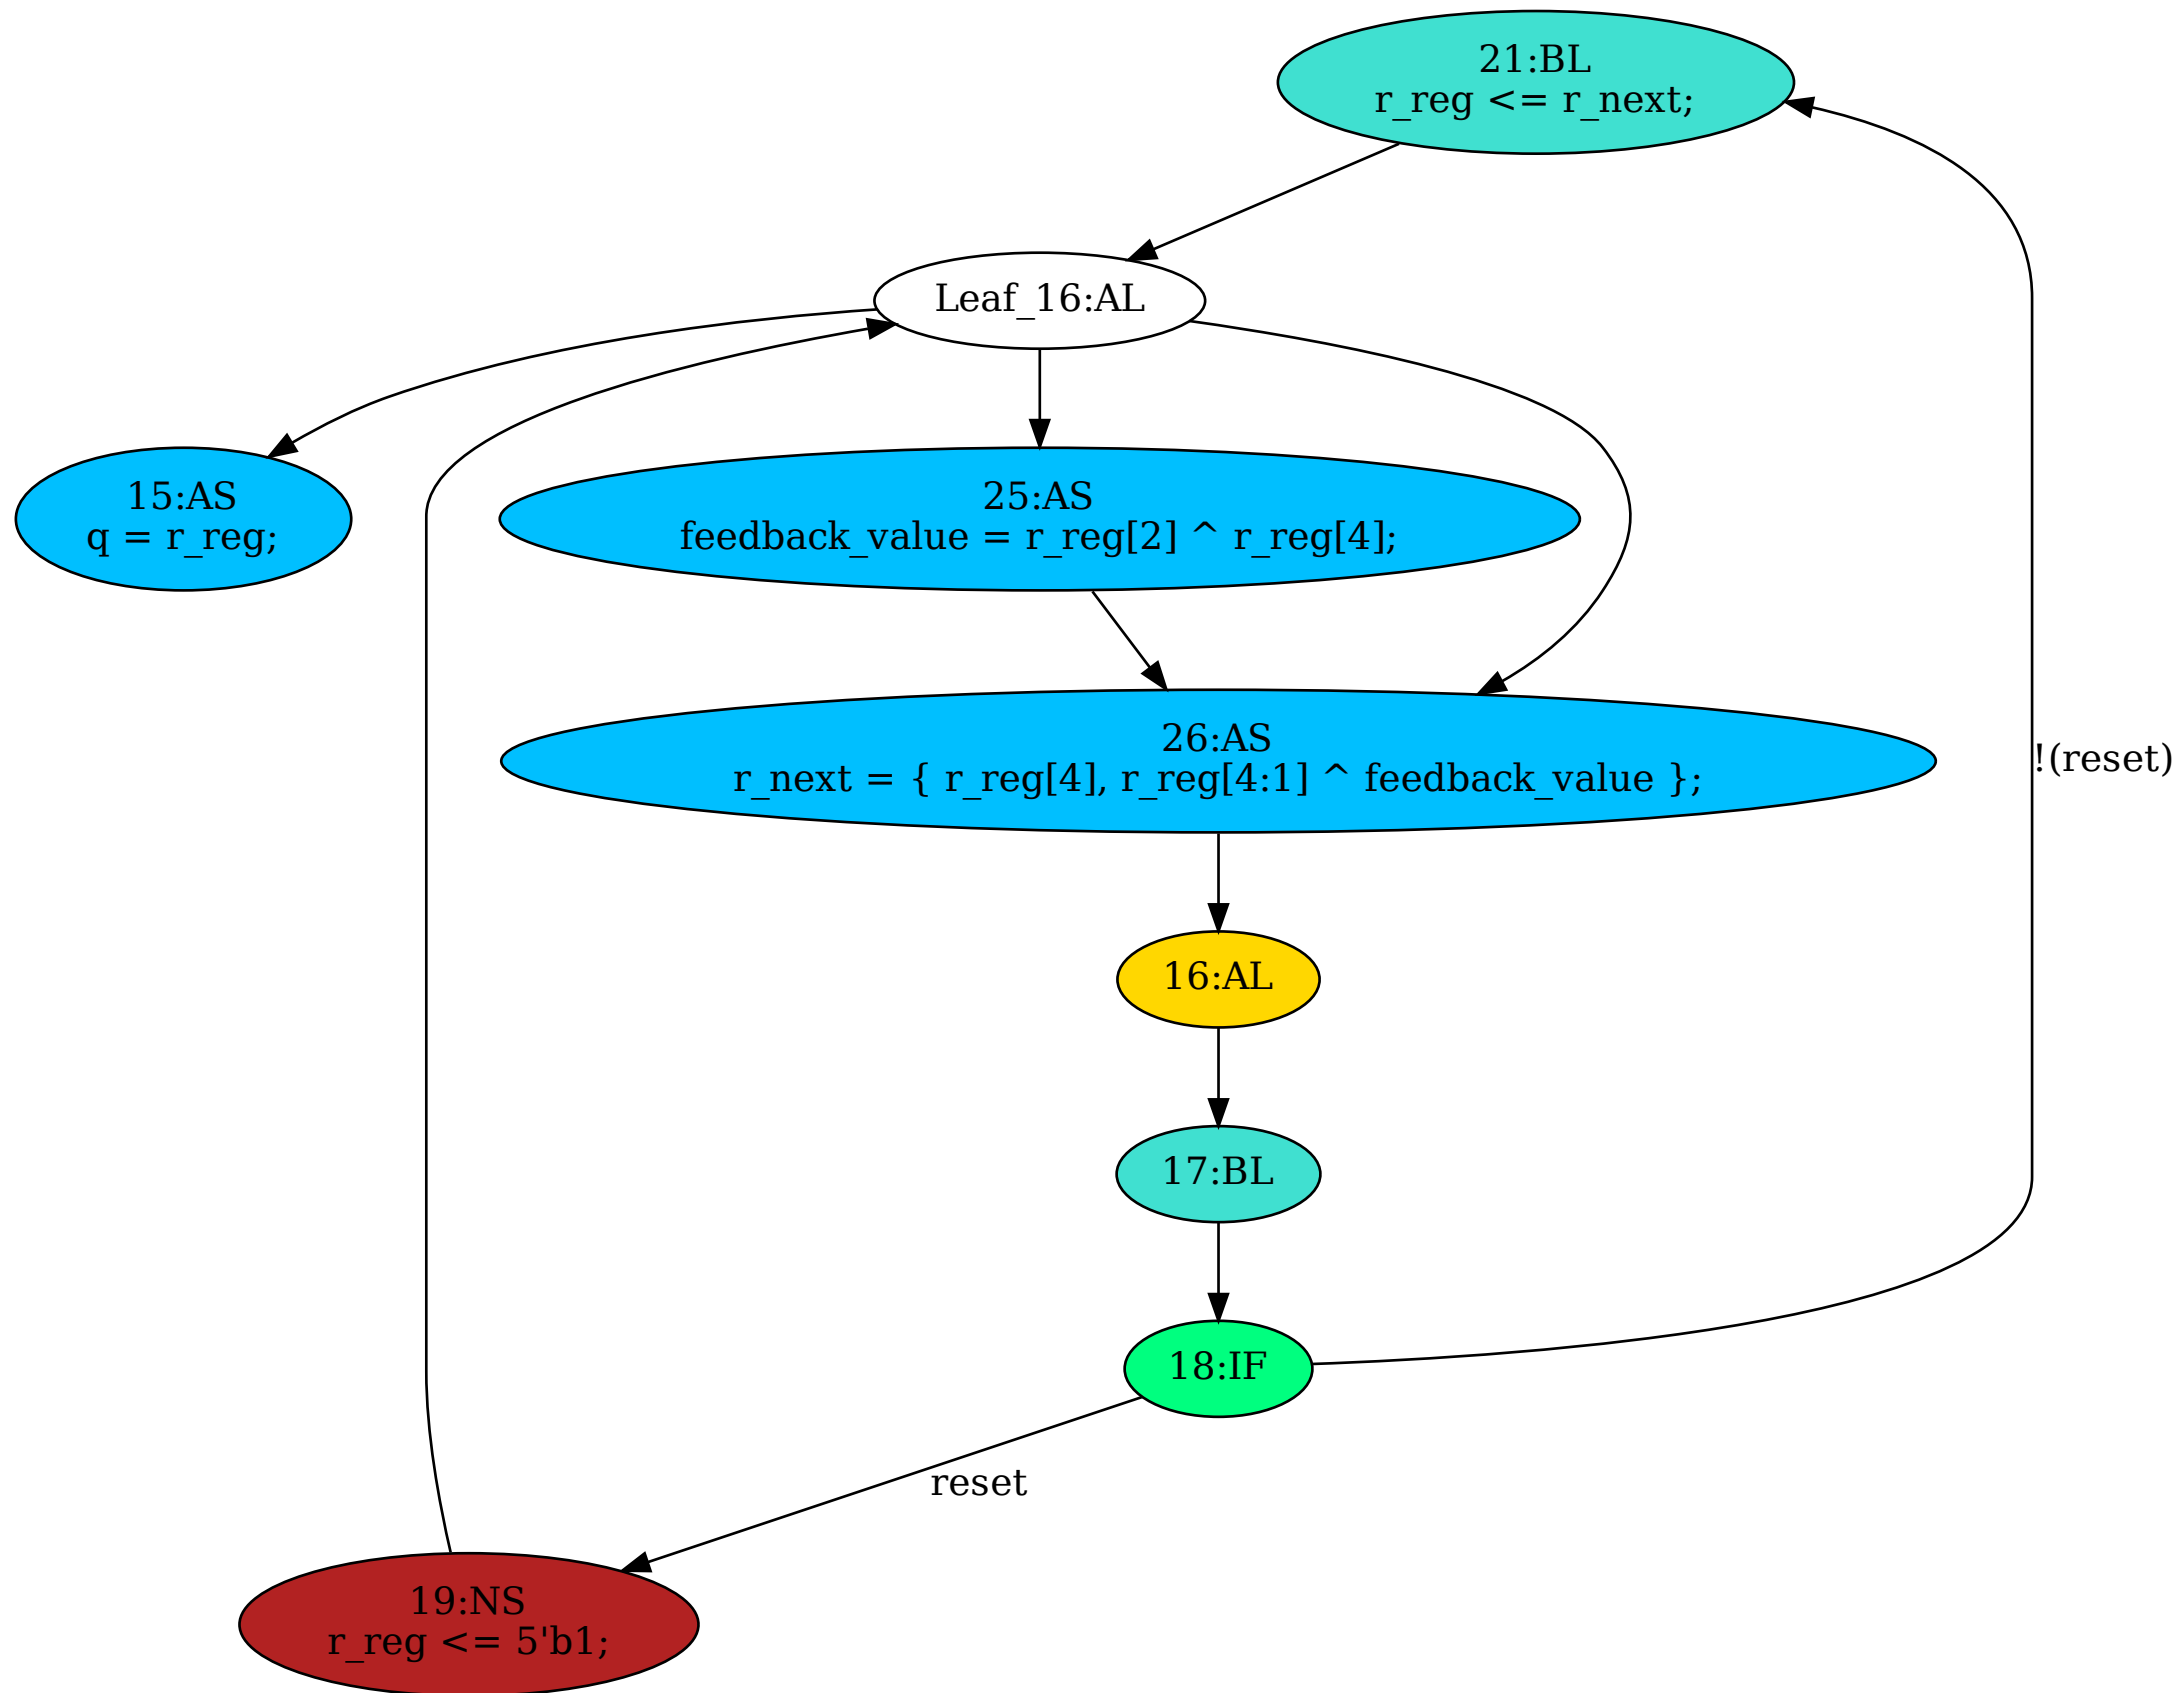 21:BL
r_reg <= r_next;
Leaf_16:AL
15:AS
q = r_reg;
25:AS
feedback_value = r_reg[2] ^ r_reg[4];
26:AS
r_next = { r_reg[4], r_reg[4:1] ^ feedback_value };
!(reset)
16:AL
17:BL
18:IF
reset
19:NS
r_reg <= 5'b1;